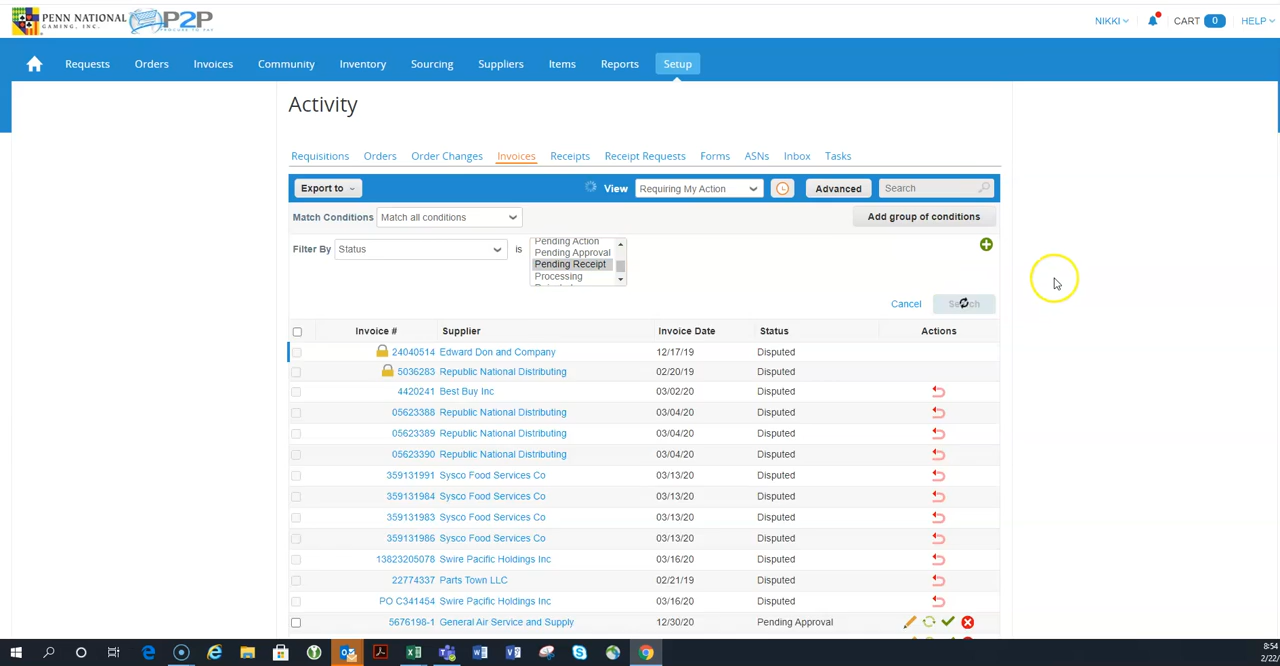 PENN NATIONAL
GAMING, INC.
P2P
PROCURE TO PAY
NIKKI
CART 0
HELP
Requests Orders Invoices Community Inventory Sourcing Suppliers Items Reports Setup
Activity
Requisitions Orders Order Changes Invoices Receipts Receipt Requests Forms ASNs Inbox Tasks
Export to View Requiring My Action Advanced Search
Match Conditions Match all conditions Add group of conditions
Filter By Status is
Pending Action
Pending Approval
Pending Receipt
Processing
Cancel Search
Invoice # Supplier Invoice Date Status Actions
24040514 Edward Don and Company 12/17/19 Disputed
5036283 Republic National Distributing 02/20/19 Disputed
4420241 Best Buy Inc 03/02/20 Disputed
05623388 Republic National Distributing 03/04/20 Disputed
05623389 Republic National Distributing 03/04/20 Disputed
05623390 Republic National Distributing 03/04/20 Disputed
359131991 Sysco Food Services Co 03/13/20 Disputed
359131984 Sysco Food Services Co 03/13/20 Disputed
359131983 Sysco Food Services Co 03/13/20 Disputed
359131986 Sysco Food Services Co 03/13/20 Disputed
13823205078 Swire Pacific Holdings Inc 03/16/20 Disputed
22774337 Parts Town LLC 02/21/19 Disputed
PO C341454 Swire Pacific Holdings Inc 03/16/20 Disputed
5676198-1 General Air Service and Supply 12/30/20 Pending Approval
8:54
2/22/